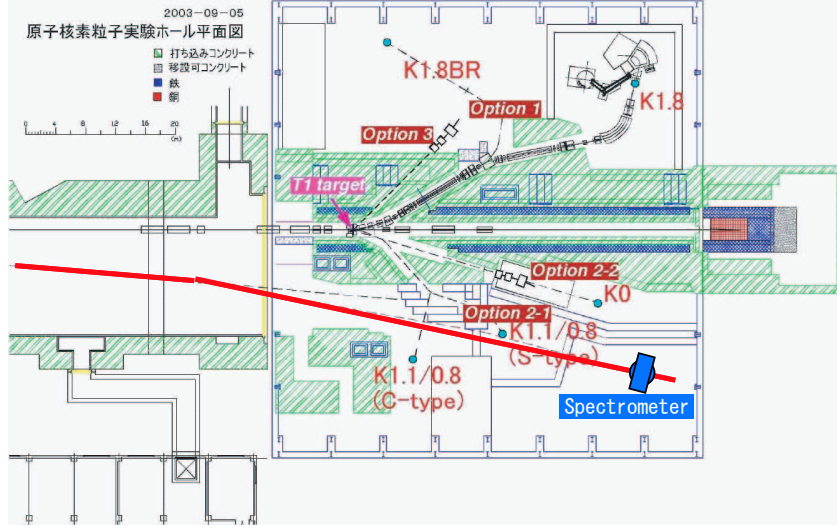 2003-09-05
原子核素粒子実験ホール平面図
打ち込みコンクリート
移設可コンクリート
鉄
銅
0 4 8 12 16 20
(M)
K1.8BR
K1.8
Option 1
Option 3
T1 target
Option 2-2
K0
Option 2-1
K1.1/0.8
(S-type)
K1.1/0.8
(C-type)
Spectrometer